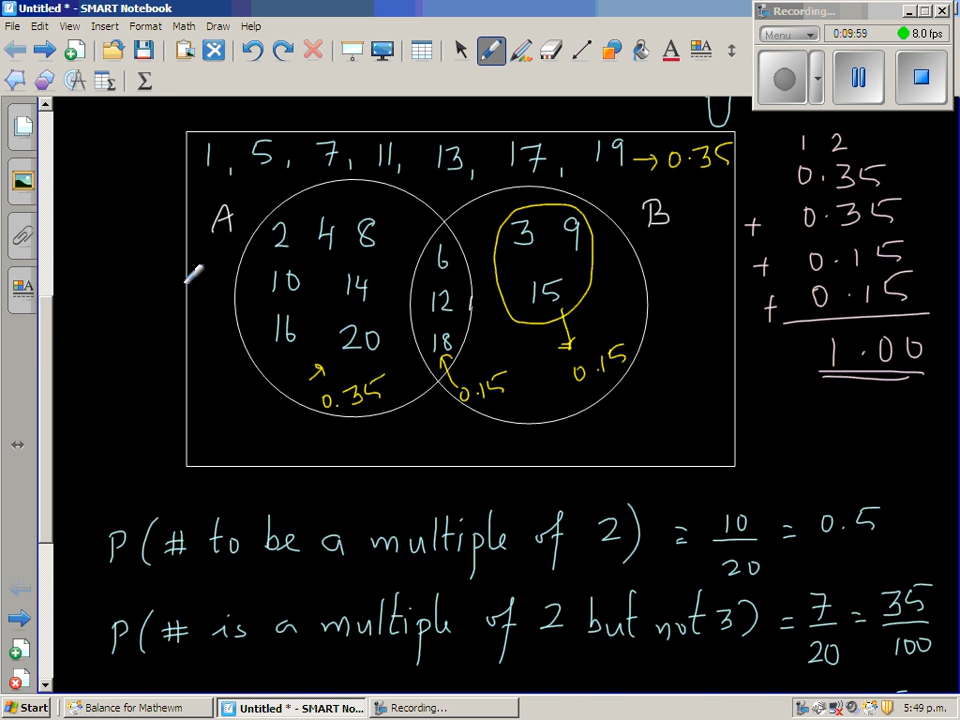 Untitled * - SMART Notebook
File Edit View Insert Format Tools Add-ons Math Draw Help
Recording...
Menu 0:09:59 8.0 fps
U
1, 5, 7, 11, 13, 17, 19 → 0.35
A
B
2 4 8
10 14
16 20
0.35
6
12
18
0.15
3 9
15
0.15
1 2
0.35
+ 0.35
+ 0.15
+ 0.15
1.00
P(# to be a multiple of 2) = 10/20 = 0.5
P(# is a multiple of 2 but not 3) = 7/20 = 35/100
Start Balance for Mathewm Untitled * - SMART No... Recording... 5:49 p.m.